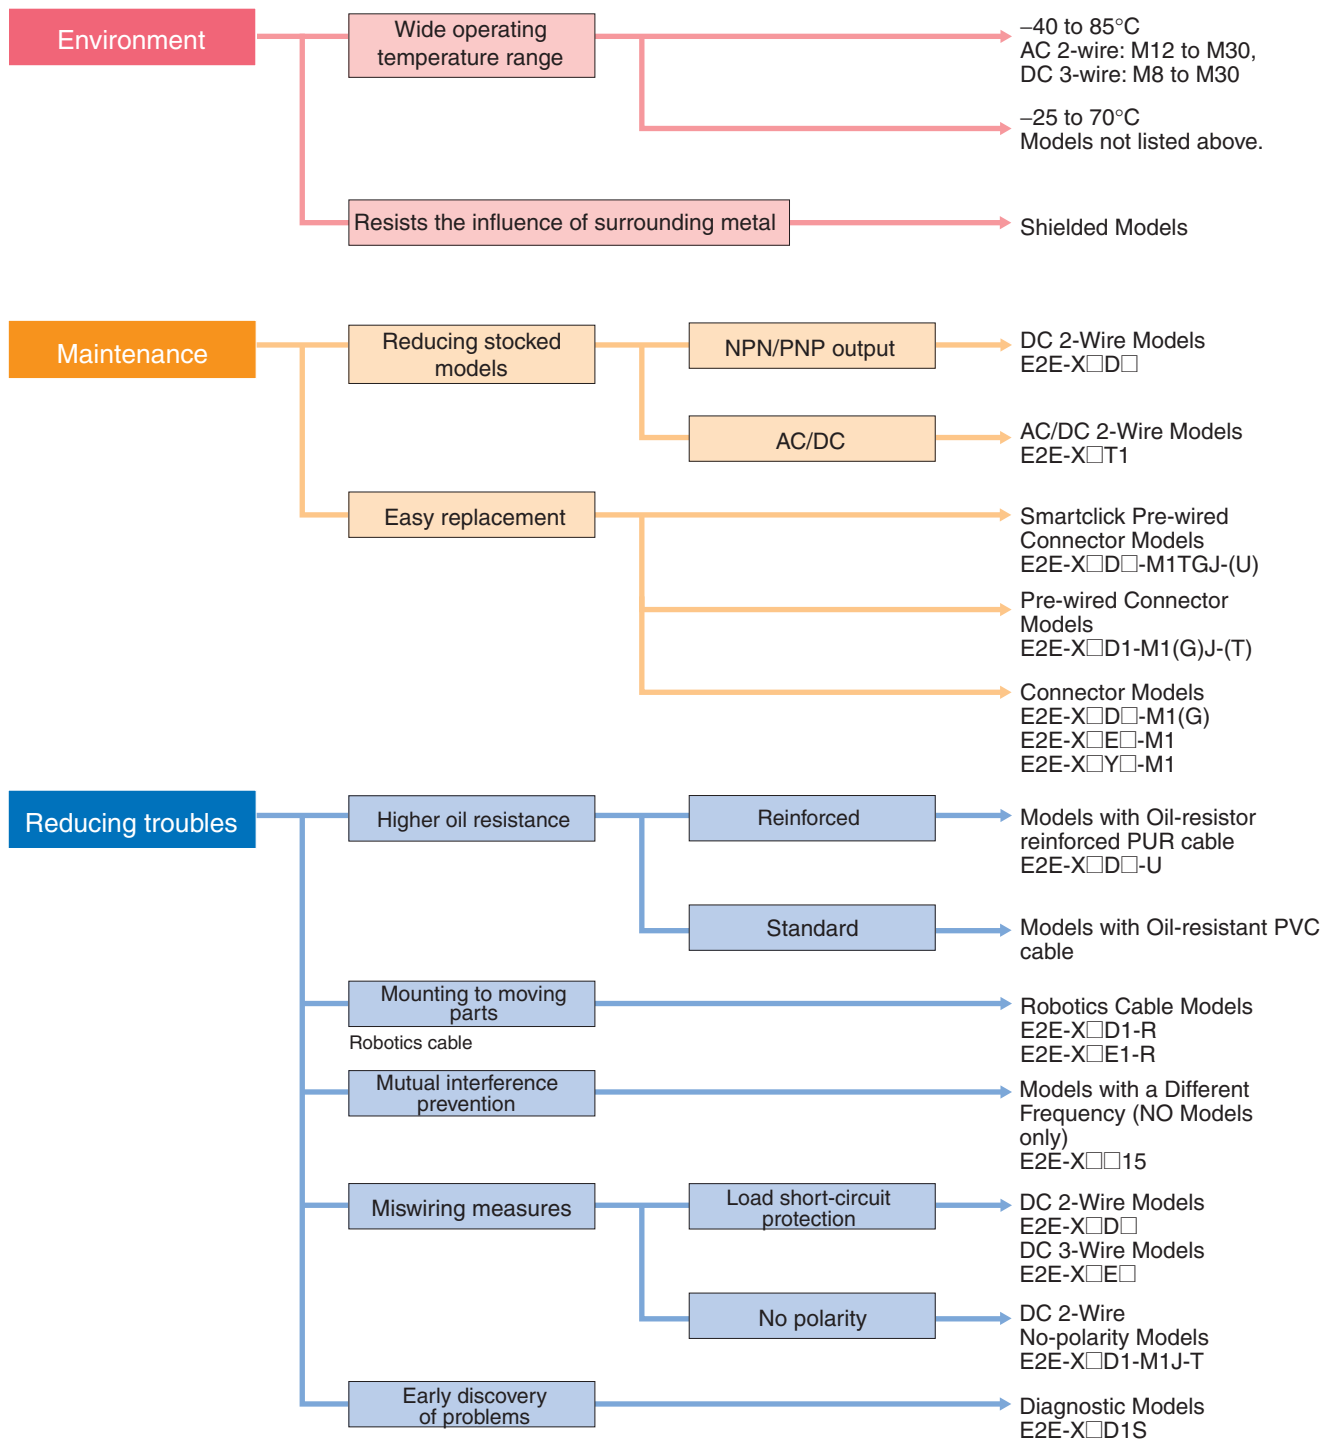 Environment
Wide operating
temperature range
–40 to 85°C
AC 2-wire: M12 to M30,
DC 3-wire: M8 to M30
–25 to 70°C
Models not listed above.
Resists the influence of surrounding metal
Shielded Models
Maintenance
Reducing stocked
models
NPN/PNP output
DC 2-Wire Models
E2E-X□D□
AC/DC
AC/DC 2-Wire Models
E2E-X□T1
Easy replacement
Smartclick Pre-wired
Connector Models
E2E-X□D□-M1TGJ-(U)
Pre-wired Connector
Models
E2E-X□D1-M1(G)J-(T)
Connector Models
E2E-X□D□-M1(G)
E2E-X□E□-M1
E2E-X□Y□-M1
Reducing troubles
Higher oil resistance
Reinforced
Models with Oil-resistor
reinforced PUR cable
E2E-X□D□-U
Standard
Models with Oil-resistant PVC
cable
Mounting to moving
parts
Robotics cable
Robotics Cable Models
E2E-X□D1-R
E2E-X□E1-R
Mutual interference
prevention
Models with a Different
Frequency (NO Models
only)
E2E-X□□15
Miswiring measures
Load short-circuit
protection
DC 2-Wire Models
E2E-X□D□
DC 3-Wire Models
E2E-X□E□
No polarity
DC 2-Wire
No-polarity Models
E2E-X□D1-M1J-T
Early discovery
of problems
Diagnostic Models
E2E-X□D1S